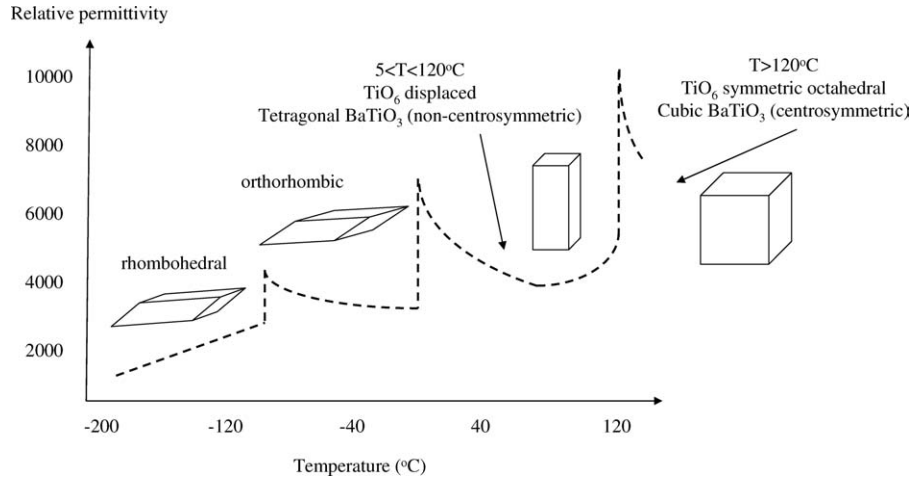 Relative permittivity
10000
8000
6000
4000
2000
5<T<120°C
TiO₆ displaced
Tetragonal BaTiO₃ (non-centrosymmetric)
T>120°C
TiO₆ symmetric octahedral
Cubic BaTiO₃ (centrosymmetric)
orthorhombic
rhombohedral
-200
-120
-40
40
120
Temperature (°C)